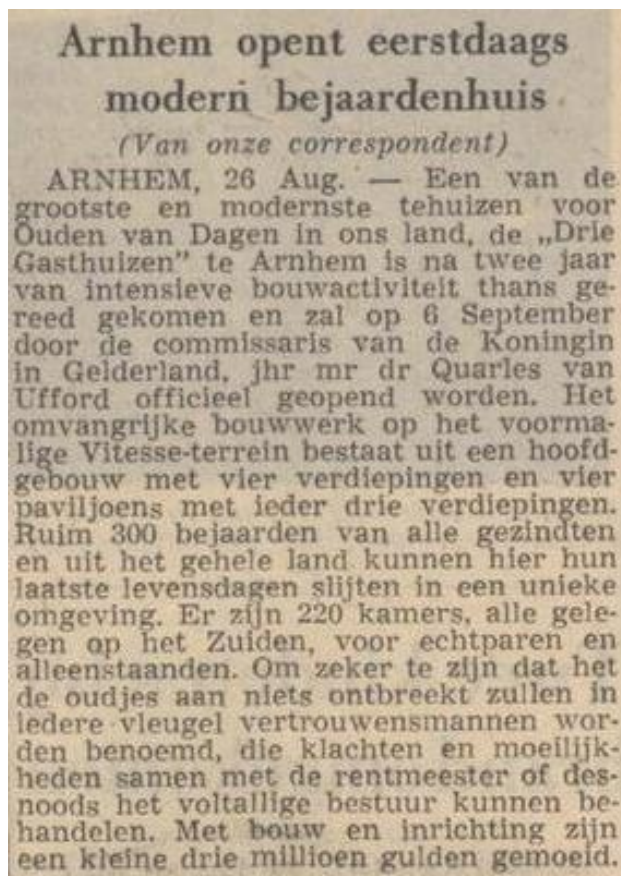 Arnhem opent eerstdaags
modern bejaardenhuis
(Van onze correspondent)
ARNHEM, 26 Aug. — Een van de
grootste en modernste tehuizen voor
Ouden van Dagen in ons land, de „Drie
Gasthuizen” te Arnhem is na twee jaar
van intensieve bouwactiviteit thans ge-
reed gekomen en zal op 6 September
door de commissaris van de Koningin
in Gelderland, jhr mr dr Quarles van
Ufford officieel geopend worden. Het
omvangrijke bouwwerk op het voorma-
lige Vitesse-terrein bestaat uit een hoofd-
gebouw met vier verdiepingen en vier
paviljoens met ieder drie verdiepingen.
Ruim 300 bejaarden van alle gezindten
en uit het gehele land kunnen hier hun
laatste levensdagen slijten in een unieke
omgeving. Er zijn 220 kamers, alle gele-
gen op het Zuiden, voor echtparen en
alleenstaanden. Om zeker te zijn dat het
de oudjes aan niets ontbreekt zullen in
iedere vleugel vertrouwensmannen wor-
den benoemd, die klachten en moeilijk-
heden samen met de rentmeester of des-
noods het voltallige bestuur kunnen be-
handelen. Met bouw en inrichting zijn
een kleine drie millioen gulden gemoeid.